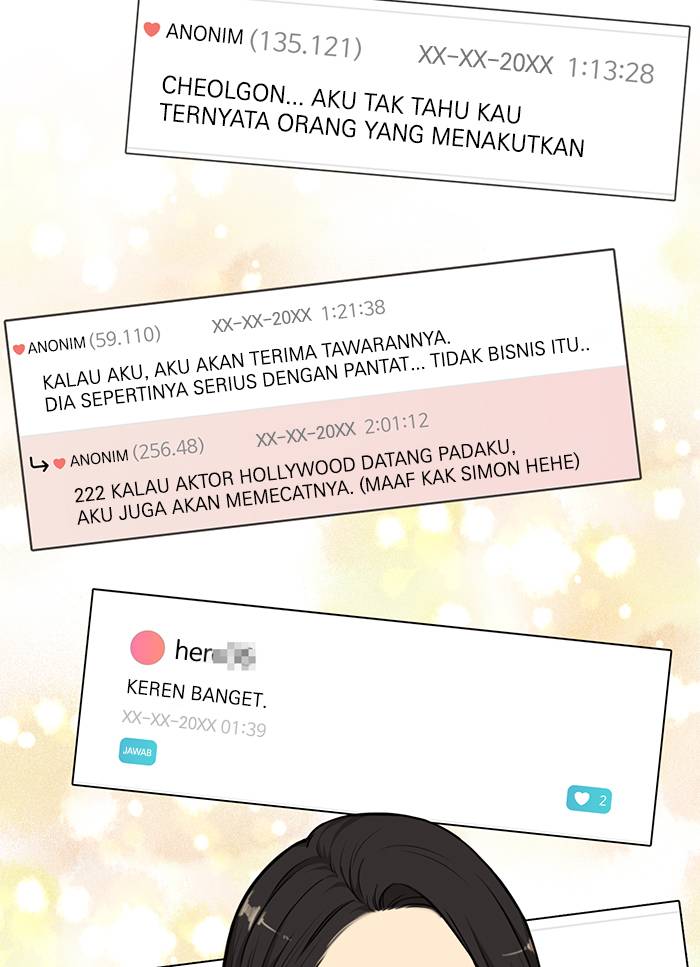 ANONIM (135.121) XX-XX-20XX 1:13:28
CHEOLGON... AKU TAK TAHU KAU
TERNYATA ORANG YANG MENAKUTKAN
ANONIM (59.110) XX-XX-20XX 1:21:38
KALAU AKU, AKU AKAN TERIMA TAWARANNYA.
DIA SEPERTINYA SERIUS DENGAN PANTAT... TIDAK BISNIS ITU..
ANONIM (256.48) XX-XX-20XX 2:01:12
222 KALAU AKTOR HOLLYWOOD DATANG PADAKU,
AKU JUGA AKAN MEMECATNYA. (MAAF KAK SIMON HEHE)
KEREN BANGET.
XX-XX-20XX 01:39
JAWAB
2